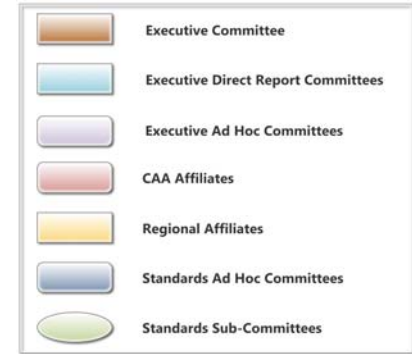 Executive Committee
Executive Direct Report Committees
Executive Ad Hoc Committees
CAA Affiliates
Regional Affiliates
Standards Ad Hoc Committees
Standards Sub-Committees